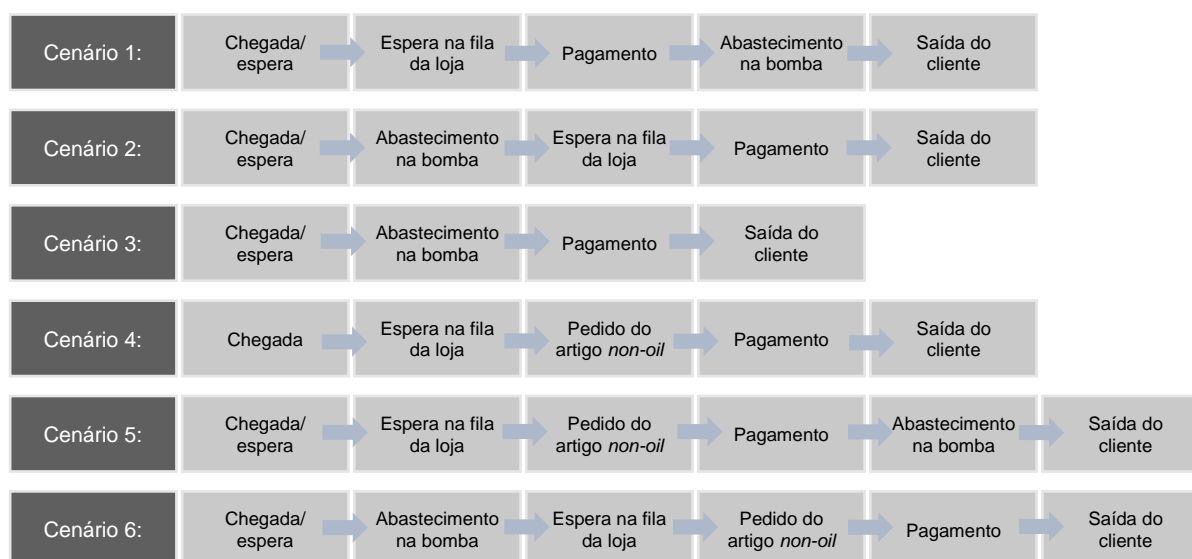 Cenário 1:
Chegada/
espera
Espera na fila
da loja
Pagamento
Abastecimento
na bomba
Saída do
cliente
Cenário 2:
Chegada/
espera
Abastecimento
na bomba
Espera na fila
da loja
Pagamento
Saída do
cliente
Cenário 3:
Chegada/
espera
Abastecimento
na bomba
Pagamento
Saída do
cliente
Cenário 4:
Chegada
Espera na fila
da loja
Pedido do
artigo non-oil
Pagamento
Saída do
cliente
Cenário 5:
Chegada/
espera
Espera na fila
da loja
Pedido do
artigo non-oil
Pagamento
Abastecimento
na bomba
Saída do
cliente
Cenário 6:
Chegada/
espera
Abastecimento
na bomba
Espera na fila
da loja
Pedido do
artigo non-oil
Pagamento
Saída do
cliente